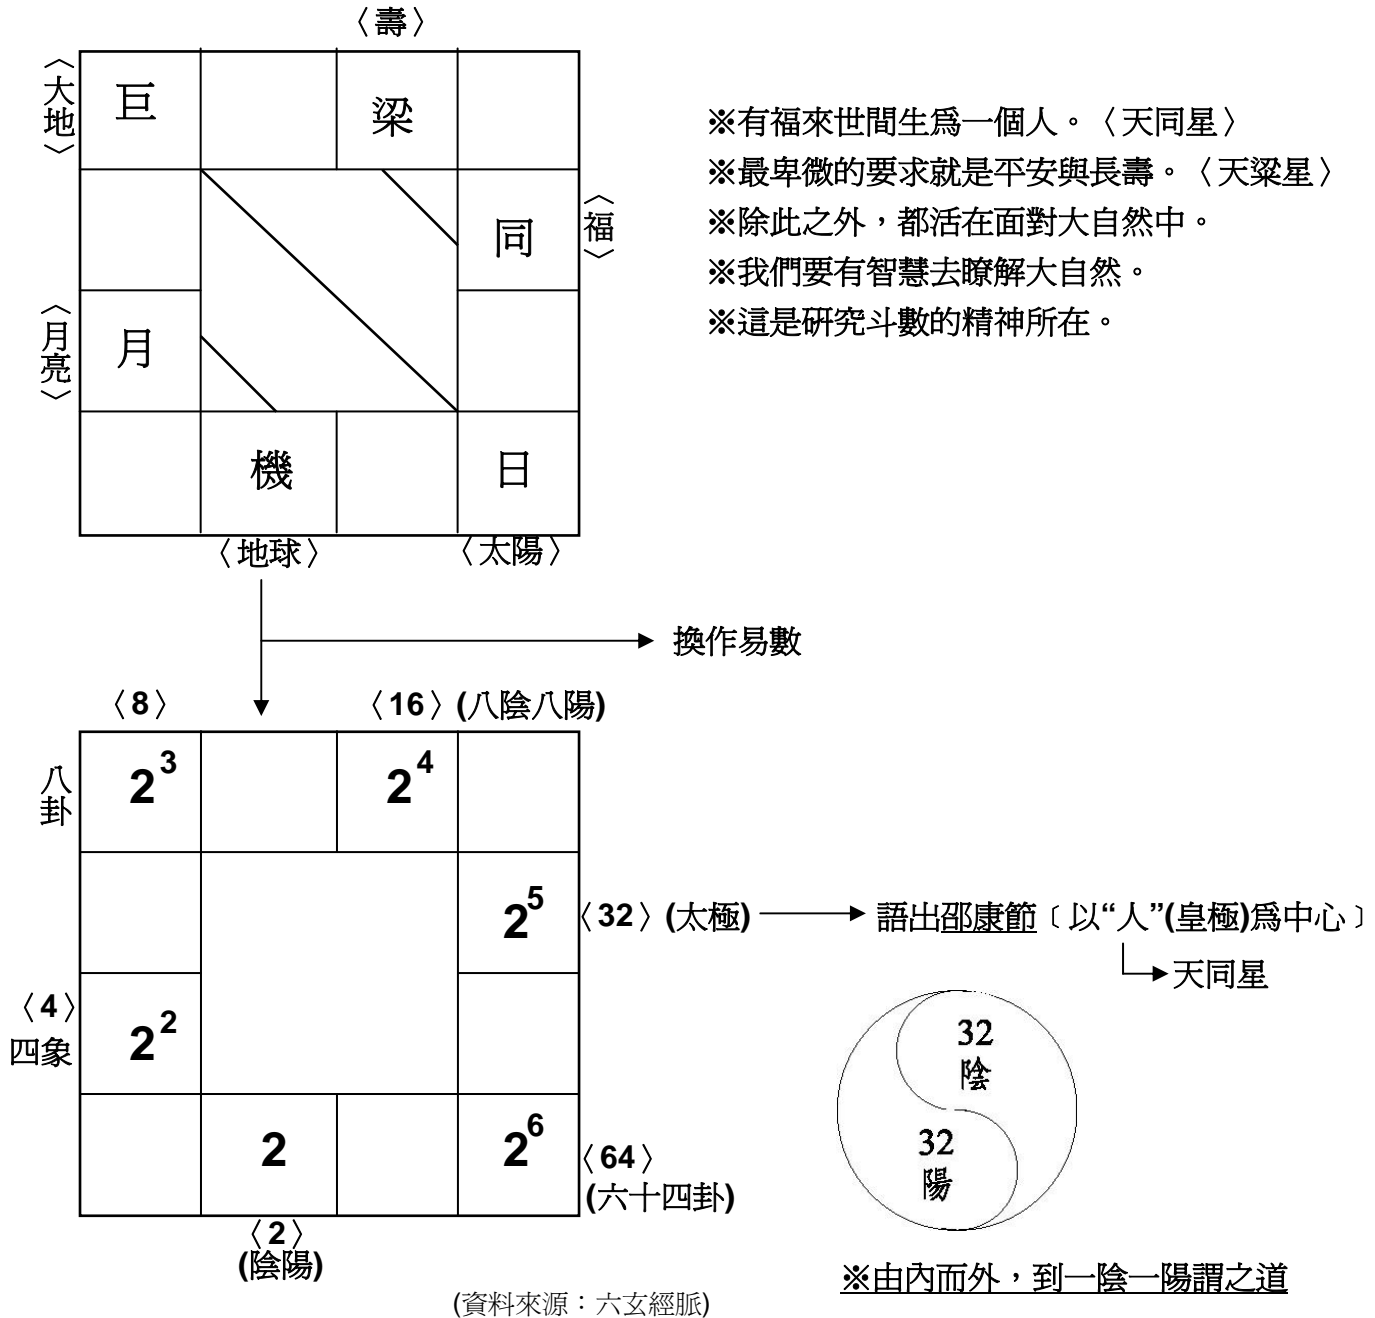 〈壽〉
〈大地〉
巨
梁
※有福來世間生爲一個人。〈天同星〉
※最卑微的要求就是平安與長壽。〈天梁星〉
同
〈福〉
※除此之外，都活在面對大自然中。
※我們要有智慧去瞭解大自然。
※這是研究斗數的精神所在。
〈月亮〉
月
機
日
〈地球〉
〈太陽〉
換作易數
〈8〉
〈16〉(八陰八陽)
八卦
2³
2⁴
2⁵
〈32〉(太極)
語出邵康節﹝以“人”(皇極)爲中心﹞
天同星
〈4〉
四象
2²
32
陰
32
陽
2
2⁶
〈64〉
(六十四卦)
〈2〉
(陰陽)
※由內而外，到一陰一陽謂之道
(資料來源：六玄經脈)